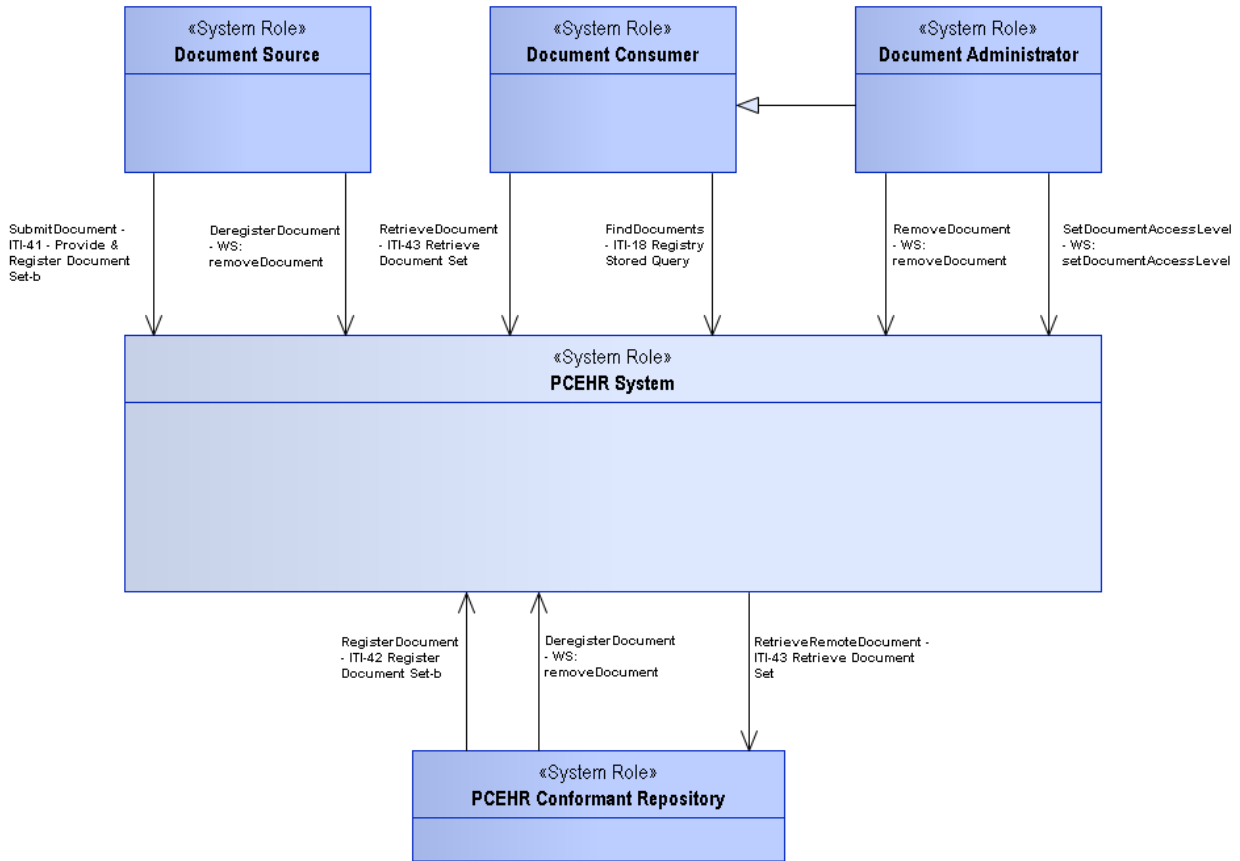 «System Role»
Document Source
«System Role»
Document Consumer
«System Role»
Document Administrator
SubmitDocument -
ITI-41 - Provide &
Register Document
Set-b
DeregisterDocument
- WS:
removeDocument
RetrieveDocument
- ITI-43 Retrieve
Document Set
FindDocuments
- ITI-18 Registry
Stored Query
RemoveDocument
- WS:
removeDocument
SetDocumentAccessLevel
- WS:
setDocumentAccessLevel
«System Role»
PCEHR System
RegisterDocument
- ITI-42 Register
Document Set-b
DeregisterDocument
- WS:
removeDocument
RetrieveRemoteDocument -
ITI-43 Retrieve Document
Set
«System Role»
PCEHR Conformant Repository